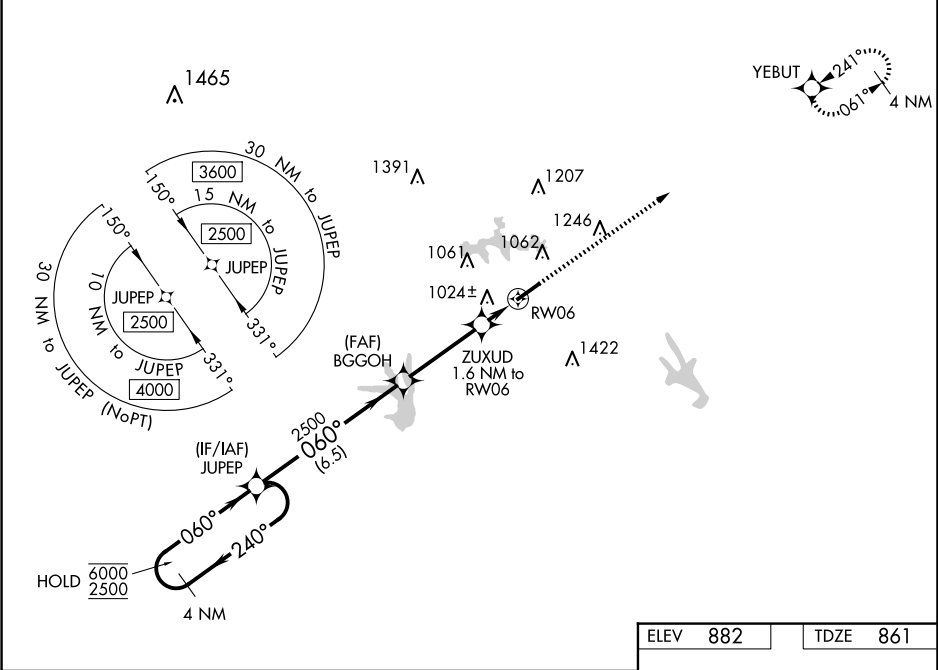 1465
YEBUT
241°
061°
4 NM
30 NM to JUPEP
3600
150°
15 NM to JUPEP
2500
JUPEP
331°
1391
1207
1246
1061
1062
1024±
RW06
150°
30 NM to JUPEP (NoPT)
10 NM to JUPEP
JUPEP
2500
4000
331°
(FAF)
BGGOH
ZUXUD
1.6 NM to
RW06
1422
2500
060°
(6.5)
(IF/IAF)
JUPEP
060°
240°
HOLD 6000
2500
4 NM
ELEV 882
TDZE 861